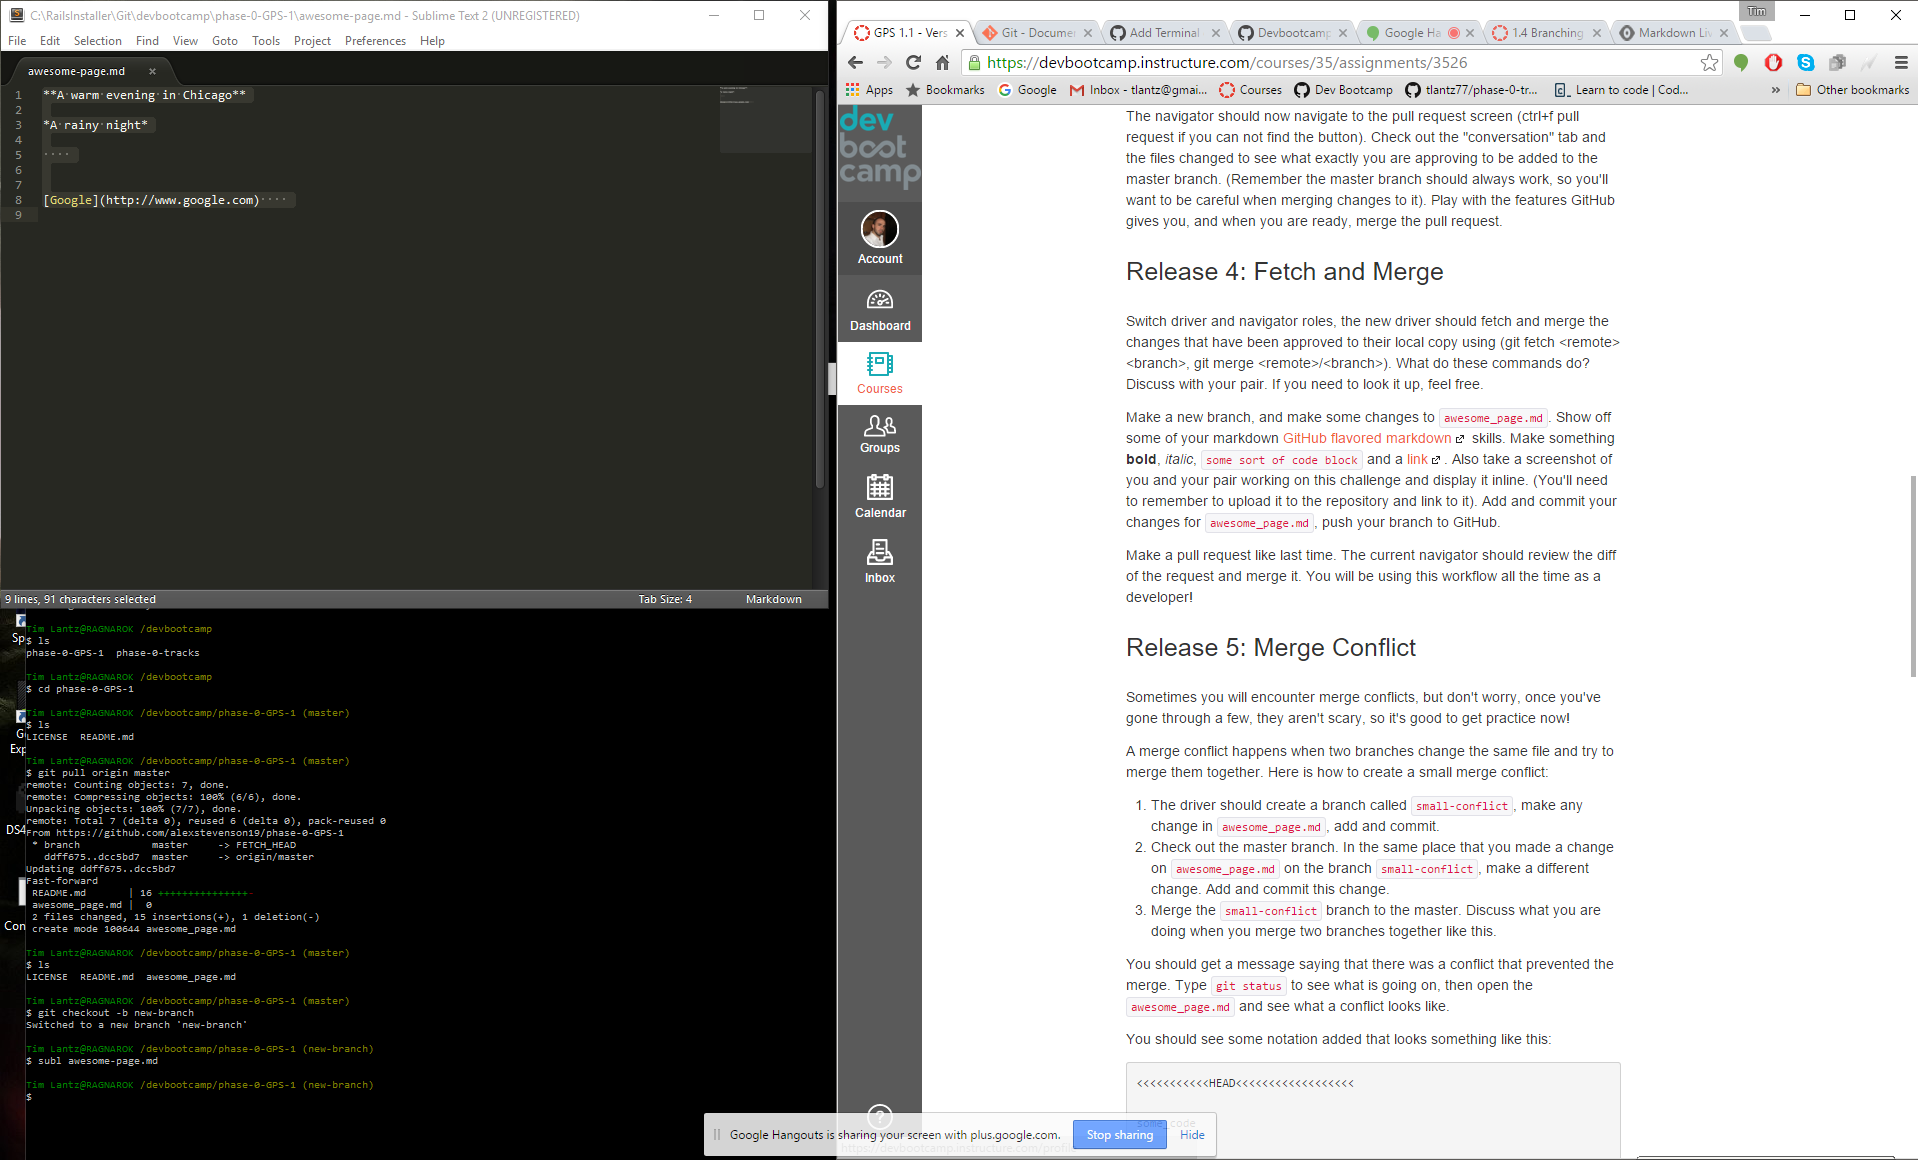 C:\RailsInstaller\Git\devbootcamp\phase-0-GPS-1\awesome-page.md - Sublime Text 2 (UNREGISTERED)
File Edit Selection Find View Goto Tools Project Preferences Help
awesome-page.md ×
1 **A warm evening in Chicago**
2
3 *A rainy night*
4
5
6
7
8 [Google](http://www.google.com)
9
9 lines, 91 characters selected Tab Size: 4 Markdown
Tim Lantz@RAGNAROK /devbootcamp
$ ls
phase-0-GPS-1 phase-0-tracks
Tim Lantz@RAGNAROK /devbootcamp
$ cd phase-0-GPS-1
Tim Lantz@RAGNAROK /devbootcamp/phase-0-GPS-1 (master)
$ ls
LICENSE README.md
Tim Lantz@RAGNAROK /devbootcamp/phase-0-GPS-1 (master)
$ git pull origin master
remote: Counting objects: 7, done.
remote: Compressing objects: 100% (6/6), done.
Unpacking objects: 100% (7/7), done.
remote: Total 7 (delta 0), reused 6 (delta 0), pack-reused 0
From https://github.com/alexstevenson19/phase-0-GPS-1
* branch master -> FETCH_HEAD
ddff675..dcc5bd7 master -> origin/master
Updating ddff675..dcc5bd7
Fast-forward
README.md | 16 +++++++++++++++-
awesome_page.md | 0
2 files changed, 15 insertions(+), 1 deletion(-)
create mode 100644 awesome_page.md
Tim Lantz@RAGNAROK /devbootcamp/phase-0-GPS-1 (master)
$ ls
LICENSE README.md awesome_page.md
Tim Lantz@RAGNAROK /devbootcamp/phase-0-GPS-1 (master)
$ git checkout -b new-branch
Switched to a new branch 'new-branch'
Tim Lantz@RAGNAROK /devbootcamp/phase-0-GPS-1 (new-branch)
$ subl awesome-page.md
Tim Lantz@RAGNAROK /devbootcamp/phase-0-GPS-1 (new-branch)
$
Sp
G
Exp
DS4
Con
Tim
GPS 1.1 - Vers Git - Documen Add Terminal Devbootcamp Google Ha 1.4 Branching Markdown Liv
https://devbootcamp.instructure.com/courses/35/assignments/3526
Apps Bookmarks Google Inbox - tlantz@gmai... Courses Dev Bootcamp tlantz77/phase-0-tr... Learn to code | Cod... » Other bookmarks
dev
boot
camp
Account
Dashboard
Courses
Groups
Calendar
Inbox
The navigator should now navigate to the pull request screen (ctrl+f pull
request if you can not find the button). Check out the "conversation" tab and
the files changed to see what exactly you are approving to be added to the
master branch. (Remember the master branch should always work, so you'll
want to be careful when merging changes to it). Play with the features GitHub
gives you, and when you are ready, merge the pull request.
Release 4: Fetch and Merge
Switch driver and navigator roles, the new driver should fetch and merge the
changes that have been approved to their local copy using (git fetch <remote>
<branch>, git merge <remote>/<branch>). What do these commands do?
Discuss with your pair. If you need to look it up, feel free.
Make a new branch, and make some changes to awesome_page.md. Show off
some of your markdown GitHub flavored markdown skills. Make something
bold, italic, some sort of code block and a link . Also take a screenshot of
you and your pair working on this challenge and display it inline. (You'll need
to remember to upload it to the repository and link to it). Add and commit your
changes for awesome_page.md, push your branch to GitHub.
Make a pull request like last time. The current navigator should review the diff
of the request and merge it. You will be using this workflow all the time as a
developer!
Release 5: Merge Conflict
Sometimes you will encounter merge conflicts, but don't worry, once you've
gone through a few, they aren't scary, so it's good to get practice now!
A merge conflict happens when two branches change the same file and try to
merge them together. Here is how to create a small merge conflict:
1. The driver should create a branch called small-conflict, make any
change in awesome_page.md, add and commit.
2. Check out the master branch. In the same place that you made a change
on awesome_page.md on the branch small-conflict, make a different
change. Add and commit this change.
3. Merge the small-conflict branch to the master. Discuss what you are
doing when you merge two branches together like this.
You should get a message saying that there was a conflict that prevented the
merge. Type git status to see what is going on, then open the
awesome_page.md and see what a conflict looks like.
You should see some notation added that looks something like this:
<<<<<<<<<<<HEAD<<<<<<<<<<<<<<<<<<
some_code
?
Google Hangouts is sharing your screen with plus.google.com. Stop sharing Hide